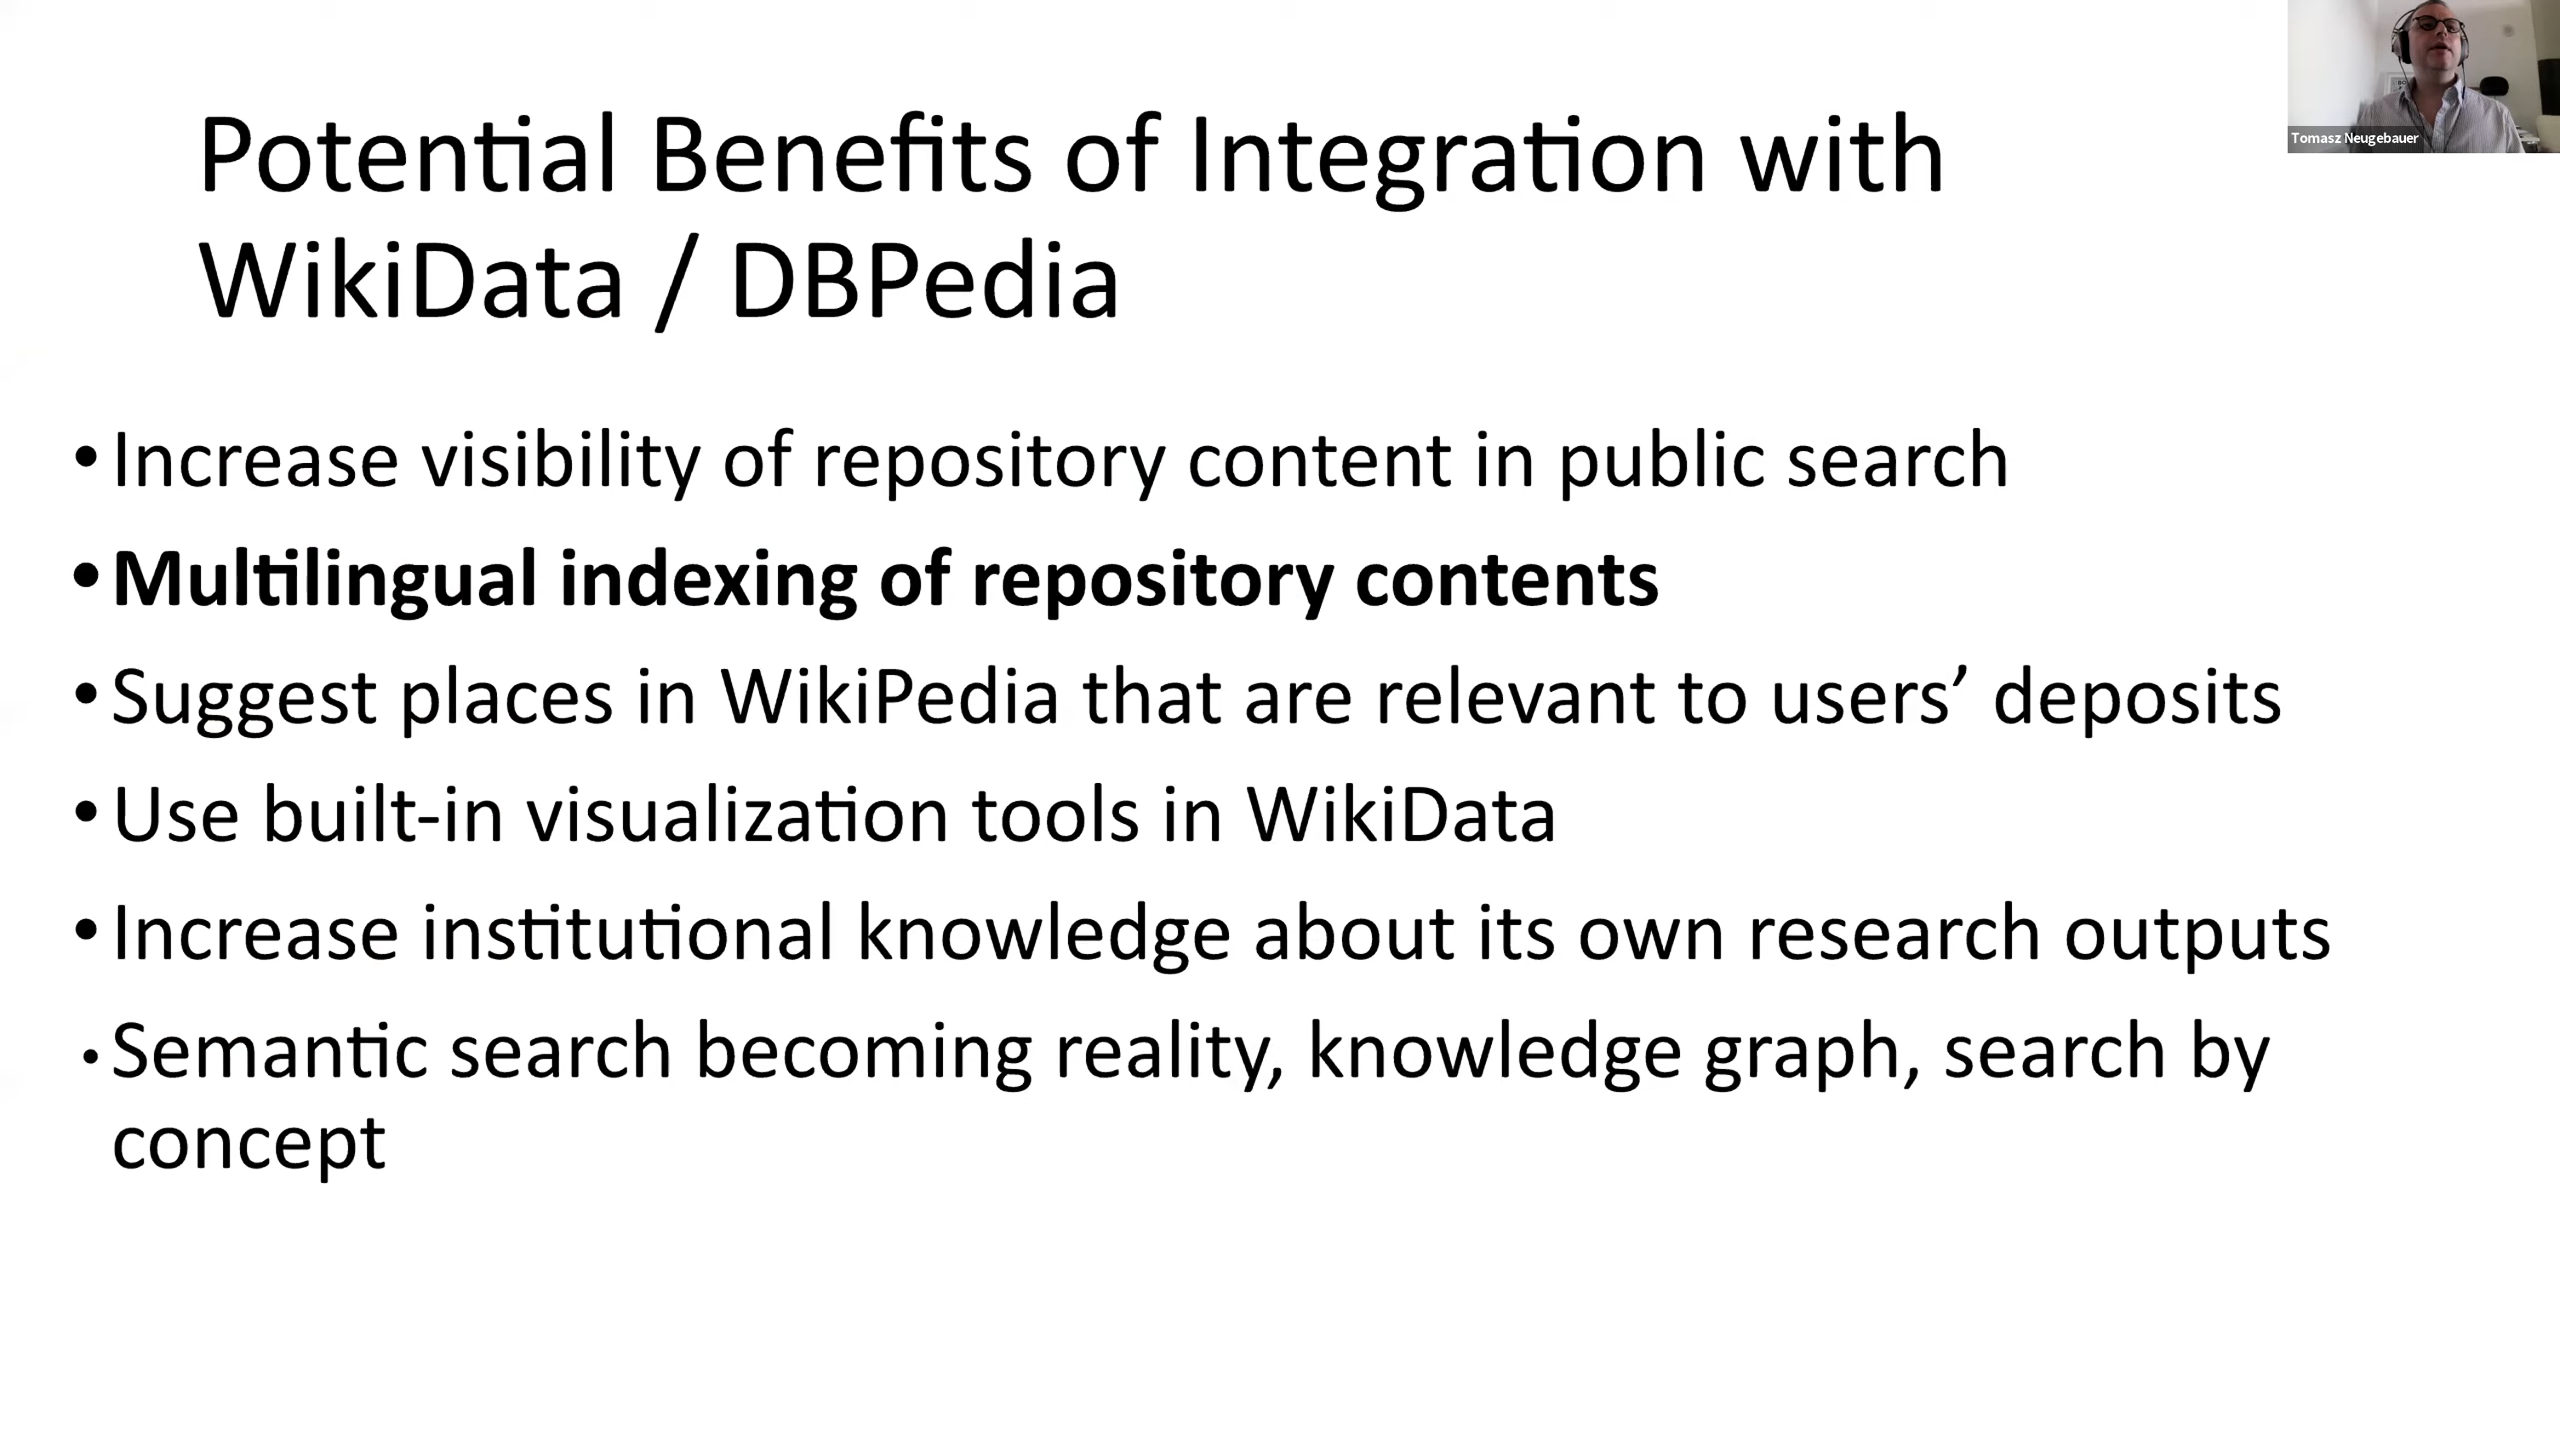 Potential Benefits of Integration with
WikiData / DBPedia
Tomasz Neugebauer
• Increase visibility of repository content in public search
• Multilingual indexing of repository contents
• Suggest places in WikiPedia that are relevant to users’ deposits
• Use built-in visualization tools in WikiData
• Increase institutional knowledge about its own research outputs
• Semantic search becoming reality, knowledge graph, search by
concept